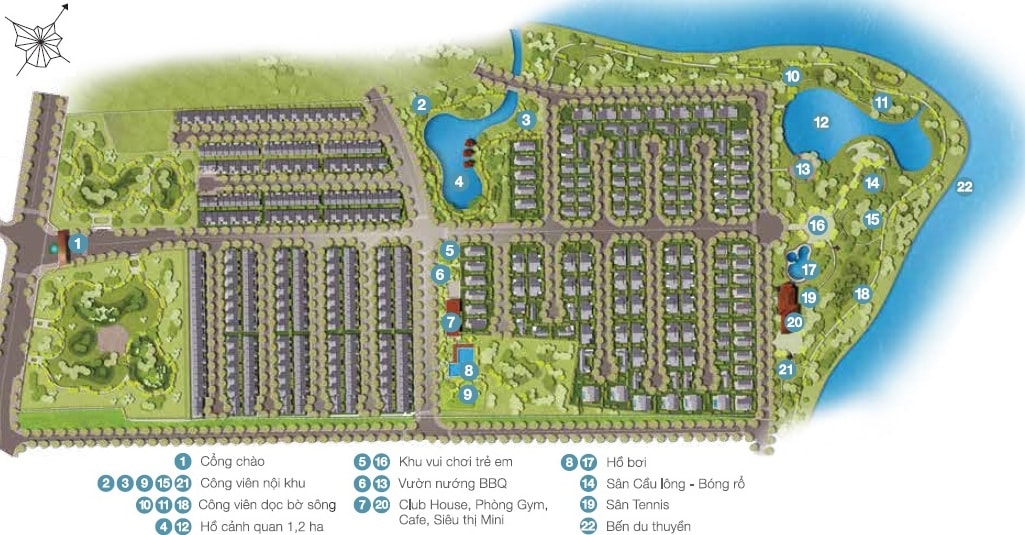 2
10
11
3
12
13
4
14
22
15
16
1
5
6
17
18
19
7
20
8
21
9
1 Cổng chào
2 3 9 15 21 Công viên nội khu
10 11 18 Công viên dọc bờ sông
4 12 Hồ cảnh quan 1,2 ha
5 16 Khu vui chơi trẻ em
6 13 Vườn nướng BBQ
7 20 Club House, Phòng Gym,
Cafe, Siêu thị Mini
8 17 Hồ bơi
14 Sân Cầu lông - Bóng rổ
19 Sân Tennis
22 Bến du thuyền